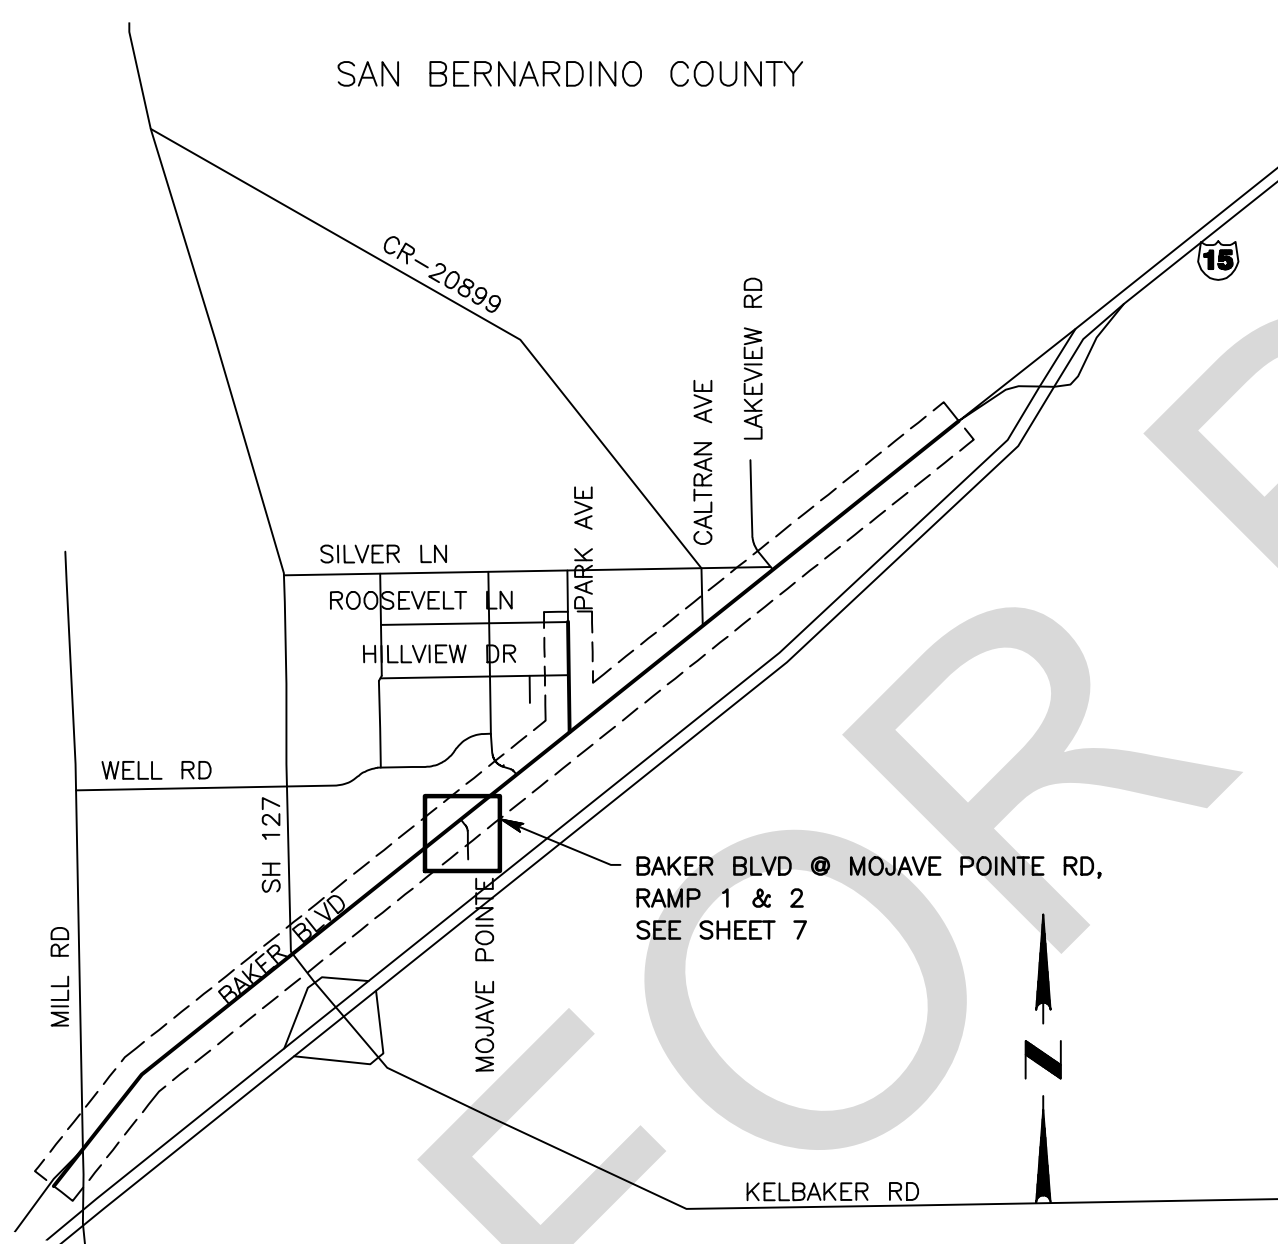 SAN BERNARDINO COUNTY
CR-20899
15
LAKEVIEW RD
CALTRAN AVE
PARK AVE
SILVER LN
ROOSEVELT LN
HILLVIEW DR
WELL RD
SH 127
BAKER BLVD @ MOJAVE POINTE RD,
RAMP 1 & 2
SEE SHEET 7
BAKER BLVD
MOJAVE POINTE
MILL RD
N
KELBAKER RD
FOR